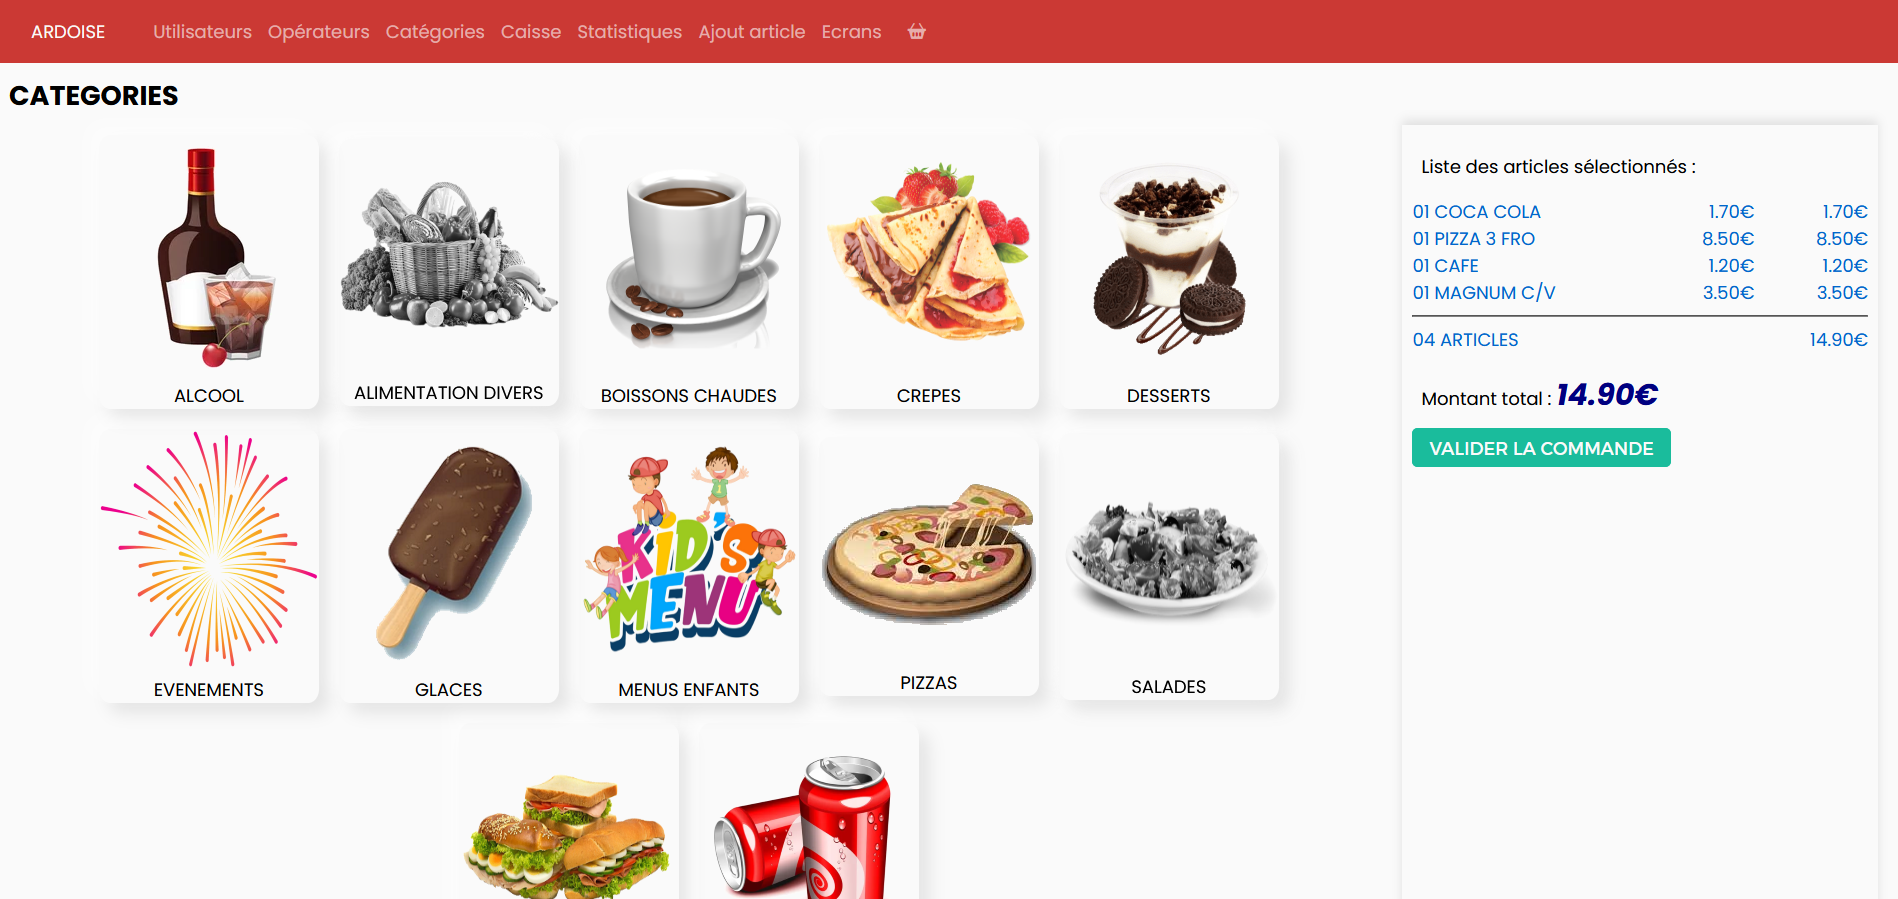 ARDOISE Utilisateurs Opérateurs Catégories Caisse Statistiques Ajout article Ecrans
CATEGORIES
ALCOOL
ALIMENTATION DIVERS
BOISSONS CHAUDES
CREPES
DESSERTS
EVENEMENTS
GLACES
KID'S
MENU
MENUS ENFANTS
PIZZAS
SALADES
Liste des articles sélectionnés :
01 COCA COLA 1.70€ 1.70€
01 PIZZA 3 FRO 8.50€ 8.50€
01 CAFE 1.20€ 1.20€
01 MAGNUM C/V 3.50€ 3.50€
04 ARTICLES 14.90€
Montant total : 14.90€
VALIDER LA COMMANDE